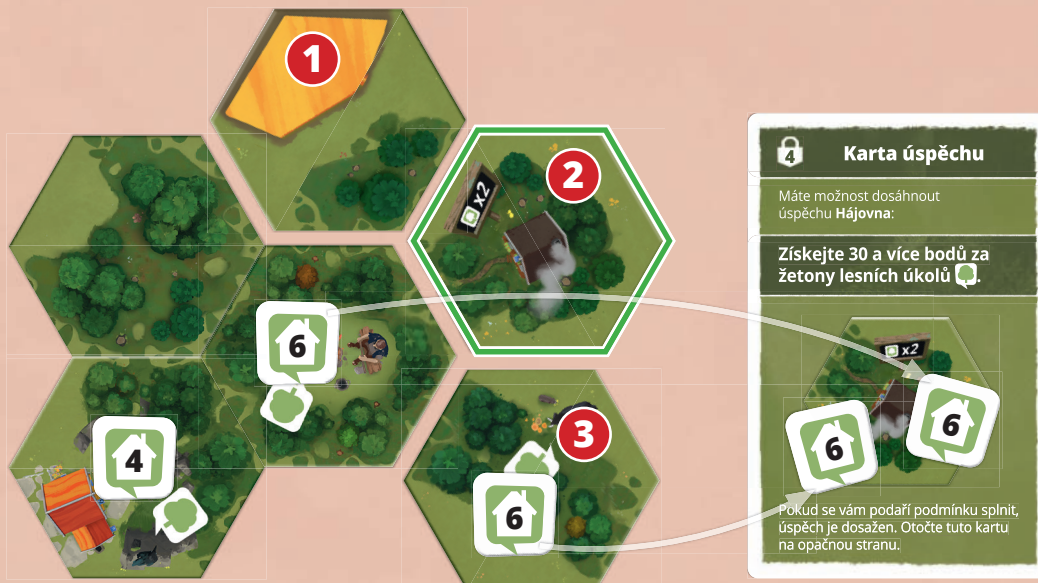 1
2
x2
6
4
3
6
4
Karta úspěchu
Máte možnost dosáhnout
úspěchu Hájovna:
Získejte 30 a více bodů za
žetony lesních úkolů .
x2
6
6
Pokud se vám podaří podmínku splnit,
úspěch je dosažen. Otočte tuto kartu
na opačnou stranu.